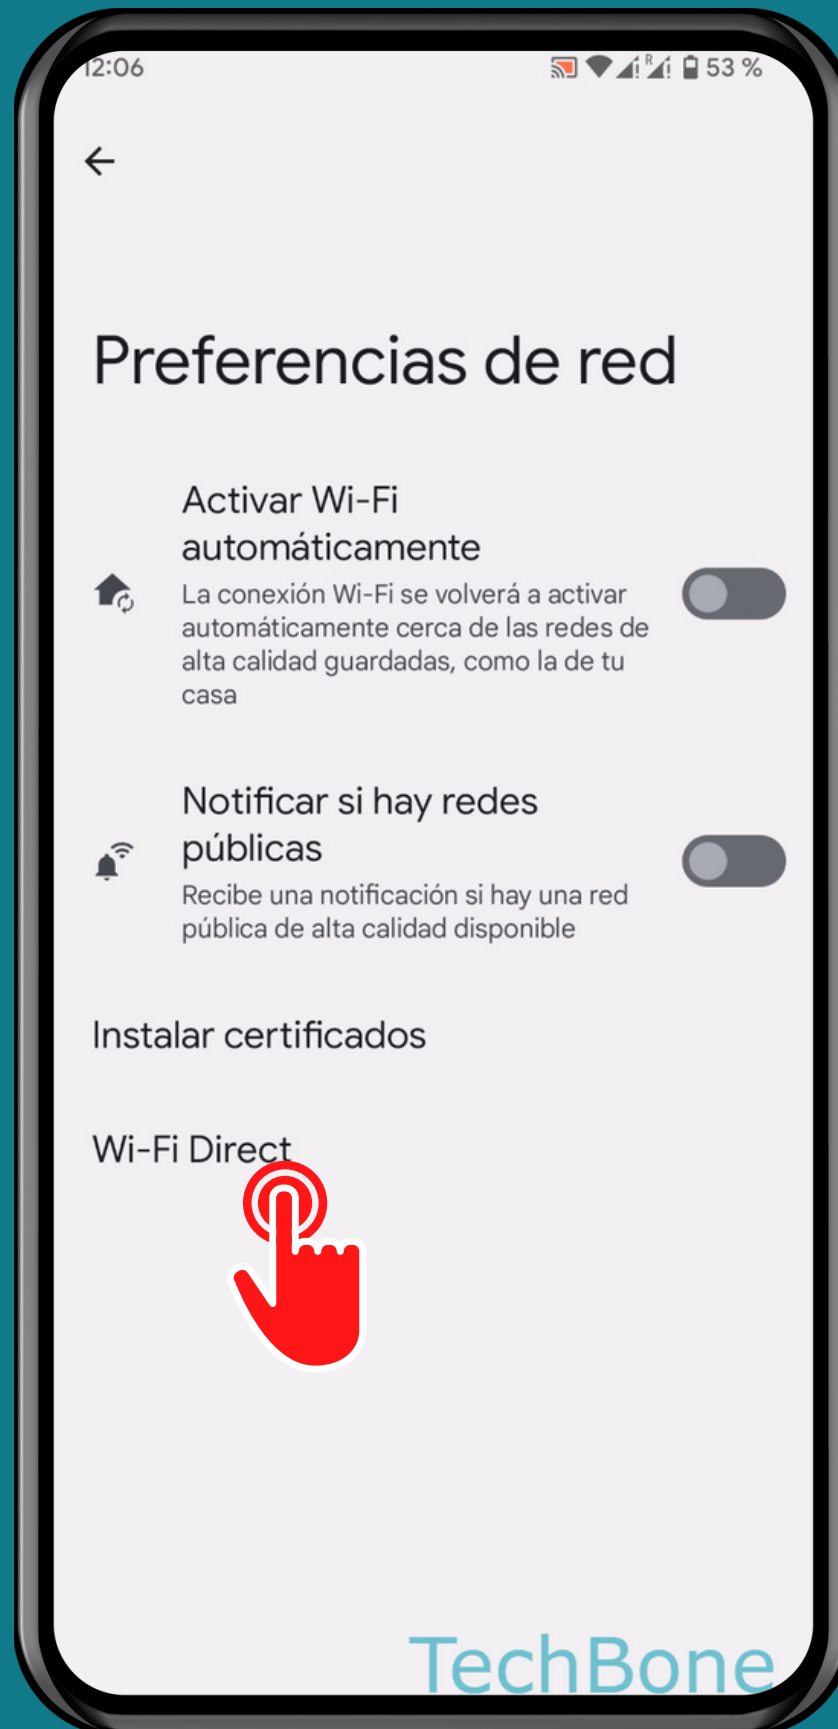 12:06 R 53 %
Preferencias de red
Activar Wi-Fi
automáticamente
La conexión Wi-Fi se volverá a activar
automáticamente cerca de las redes de
alta calidad guardadas, como la de tu
casa
Notificar si hay redes
públicas
Recibe una notificación si hay una red
pública de alta calidad disponible
Instalar certificados
Wi-Fi Direct
TechBone